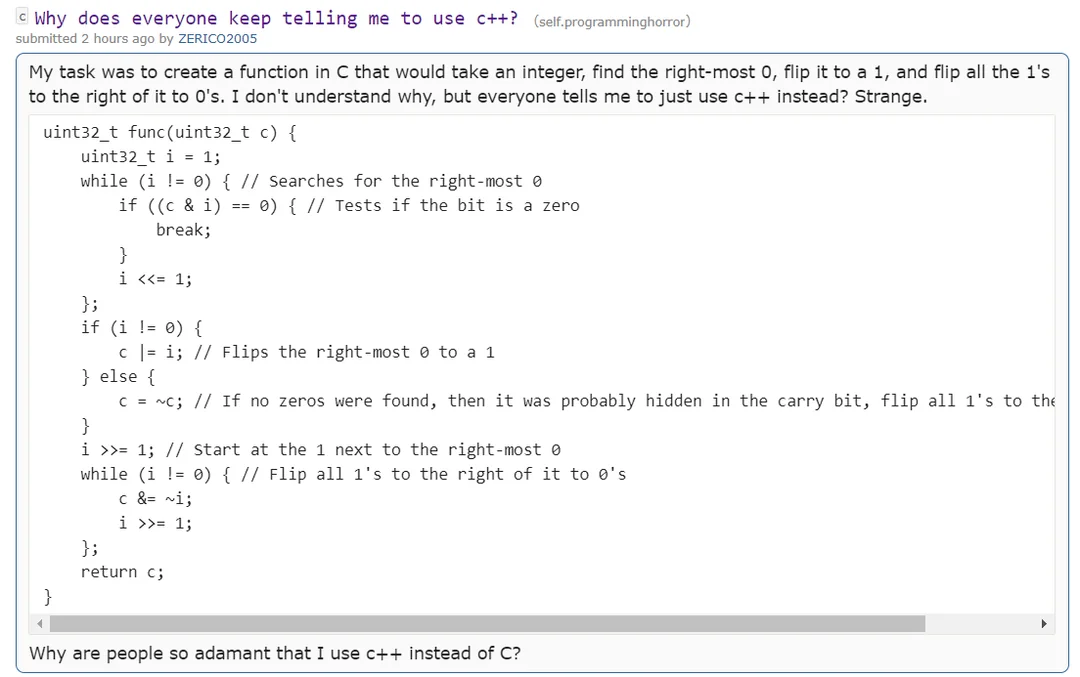 c Why does everyone keep telling me to use c++? (self.programminghorror)
submitted 2 hours ago by ZERICO2005
My task was to create a function in C that would take an integer, find the right-most 0, flip it to a 1, and flip all the 1's
to the right of it to 0's. I don't understand why, but everyone tells me to just use c++ instead? Strange.
uint32_t func(uint32_t c) {
    uint32_t i = 1;
    while (i != 0) { // Searches for the right-most 0
        if ((c & i) == 0) { // Tests if the bit is a zero
            break;
        }
        i <<= 1;
    };
    if (i != 0) {
        c |= i; // Flips the right-most 0 to a 1
    } else {
        c = ~c; // If no zeros were found, then it was probably hidden in the carry bit, flip all 1's to the
    }
    i >>= 1; // Start at the 1 next to the right-most 0
    while (i != 0) { // Flip all 1's to the right of it to 0's
        c &= ~i;
        i >>= 1;
    };
    return c;
}
Why are people so adamant that I use c++ instead of C?